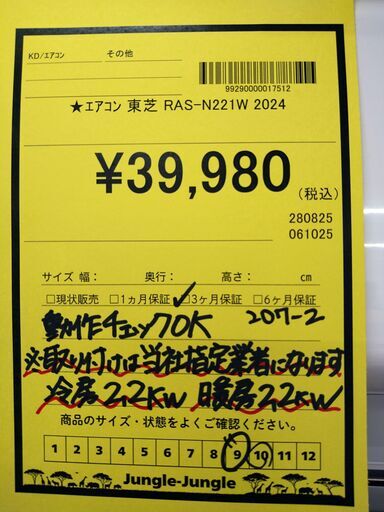 KD/エアコン その他
99290000017512
★エアコン 東芝 RAS-N221W 2024
¥39,980
(税込)
280825
061025
サイズ 幅： 奥行： 高さ： cm
□現状販売 □1ヵ月保証 □3ヶ月保証 □6ヶ月保証
動作チェックOK 207-2
※取り付けは当社指定業者になります
冷房2.2KW 暖房2.2KW
商品のサイズ・状態をよくご確認ください。
1 2 3 4 5 6 7 8 9 10 11 12
Jungle-Jungle